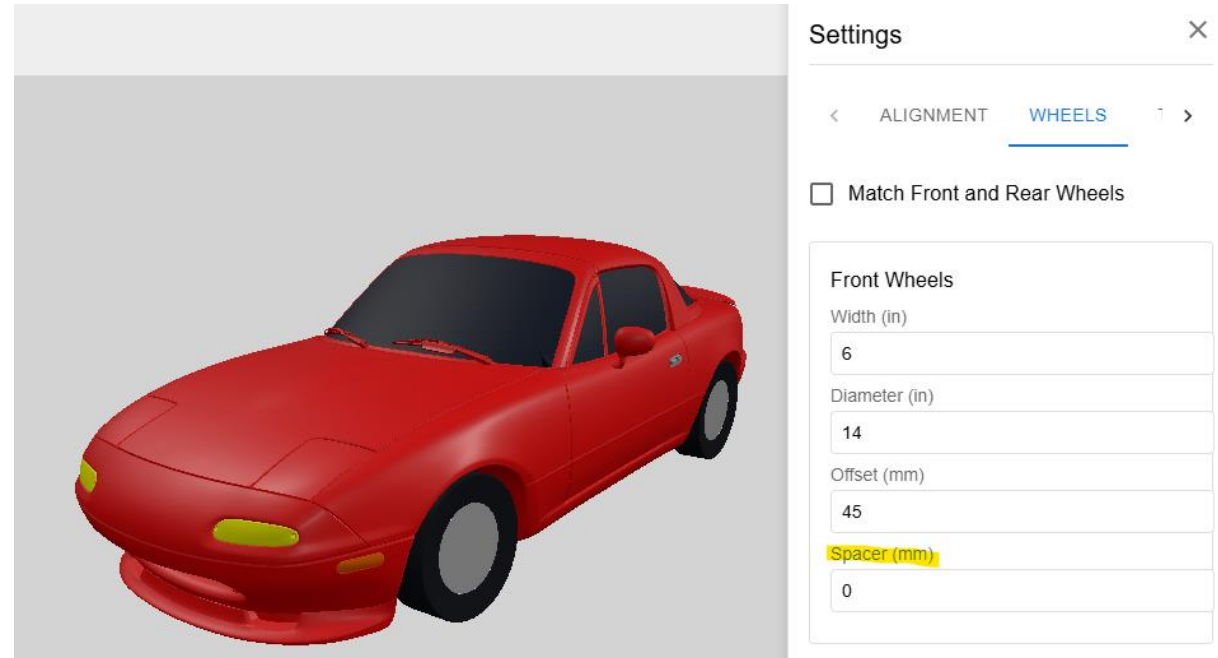 Settings
ALIGNMENT WHEELS
Match Front and Rear Wheels
Front Wheels
Width (in)
6
Diameter (in)
14
Offset (mm)
45
Spacer (mm)
0